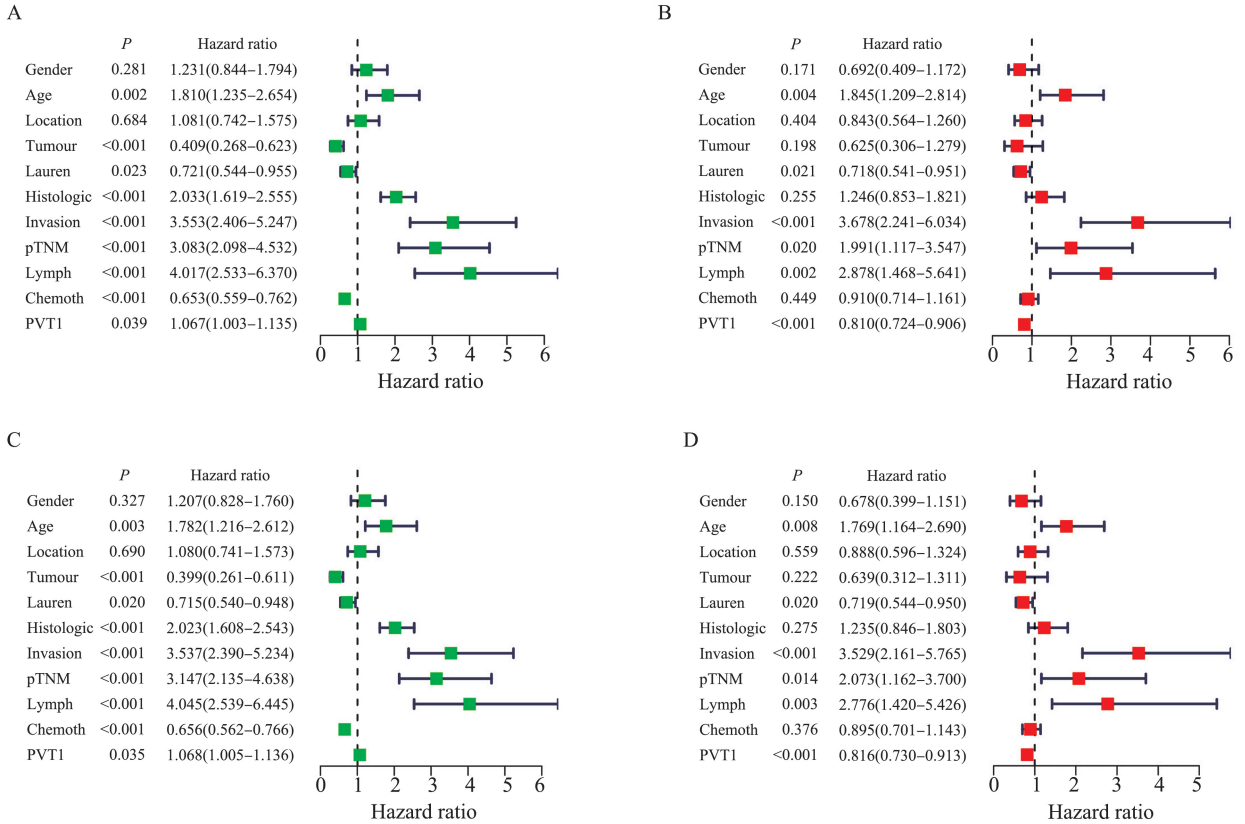 A
P Hazard ratio
Gender 0.281 1.231(0.844–1.794)
Age 0.002 1.810(1.235–2.654)
Location 0.684 1.081(0.742–1.575)
Tumour <0.001 0.409(0.268–0.623)
Lauren 0.023 0.721(0.544–0.955)
Histologic <0.001 2.033(1.619–2.555)
Invasion <0.001 3.553(2.406–5.247)
pTNM <0.001 3.083(2.098–4.532)
Lymph <0.001 4.017(2.533–6.370)
Chemoth <0.001 0.653(0.559–0.762)
PVT1 0.039 1.067(1.003–1.135)
0 1 2 3 4 5 6
Hazard ratio
B
P Hazard ratio
Gender 0.171 0.692(0.409–1.172)
Age 0.004 1.845(1.209–2.814)
Location 0.404 0.843(0.564–1.260)
Tumour 0.198 0.625(0.306–1.279)
Lauren 0.021 0.718(0.541–0.951)
Histologic 0.255 1.246(0.853–1.821)
Invasion <0.001 3.678(2.241–6.034)
pTNM 0.020 1.991(1.117–3.547)
Lymph 0.002 2.878(1.468–5.641)
Chemoth 0.449 0.910(0.714–1.161)
PVT1 <0.001 0.810(0.724–0.906)
0 1 2 3 4 5 6
Hazard ratio
C
P Hazard ratio
Gender 0.327 1.207(0.828–1.760)
Age 0.003 1.782(1.216–2.612)
Location 0.690 1.080(0.741–1.573)
Tumour <0.001 0.399(0.261–0.611)
Lauren 0.020 0.715(0.540–0.948)
Histologic <0.001 2.023(1.608–2.543)
Invasion <0.001 3.537(2.390–5.234)
pTNM <0.001 3.147(2.135–4.638)
Lymph <0.001 4.045(2.539–6.445)
Chemoth <0.001 0.656(0.562–0.766)
PVT1 0.035 1.068(1.005–1.136)
0 1 2 3 4 5 6
Hazard ratio
D
P Hazard ratio
Gender 0.150 0.678(0.399–1.151)
Age 0.008 1.769(1.164–2.690)
Location 0.559 0.888(0.596–1.324)
Tumour 0.222 0.639(0.312–1.311)
Lauren 0.020 0.719(0.544–0.950)
Histologic 0.275 1.235(0.846–1.803)
Invasion <0.001 3.529(2.161–5.765)
pTNM 0.014 2.073(1.162–3.700)
Lymph 0.003 2.776(1.420–5.426)
Chemoth 0.376 0.895(0.701–1.143)
PVT1 <0.001 0.816(0.730–0.913)
0 1 2 3 4 5
Hazard ratio